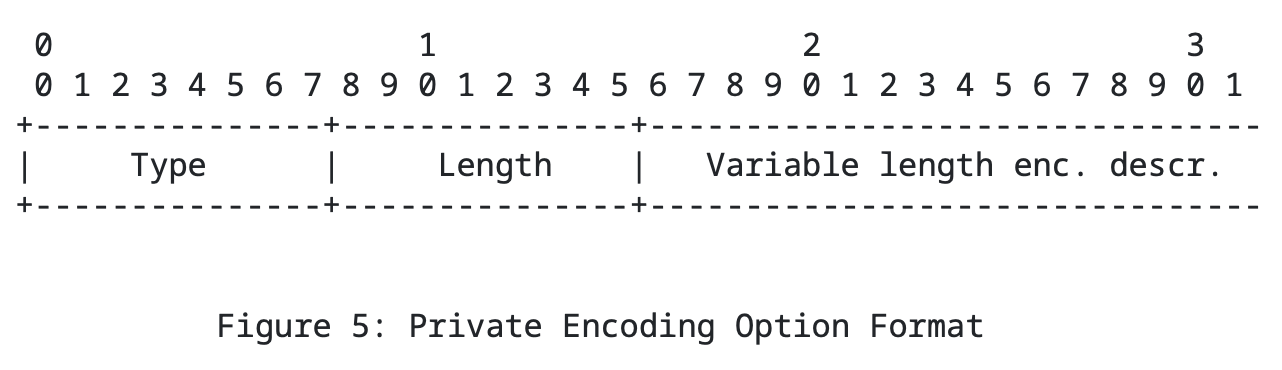 0                   1                   2                   3
 0 1 2 3 4 5 6 7 8 9 0 1 2 3 4 5 6 7 8 9 0 1 2 3 4 5 6 7 8 9 0 1
+---------------+---------------+--------------------------------
|     Type      |     Length    |   Variable length enc. descr.
+---------------+---------------+--------------------------------
Figure 5: Private Encoding Option Format